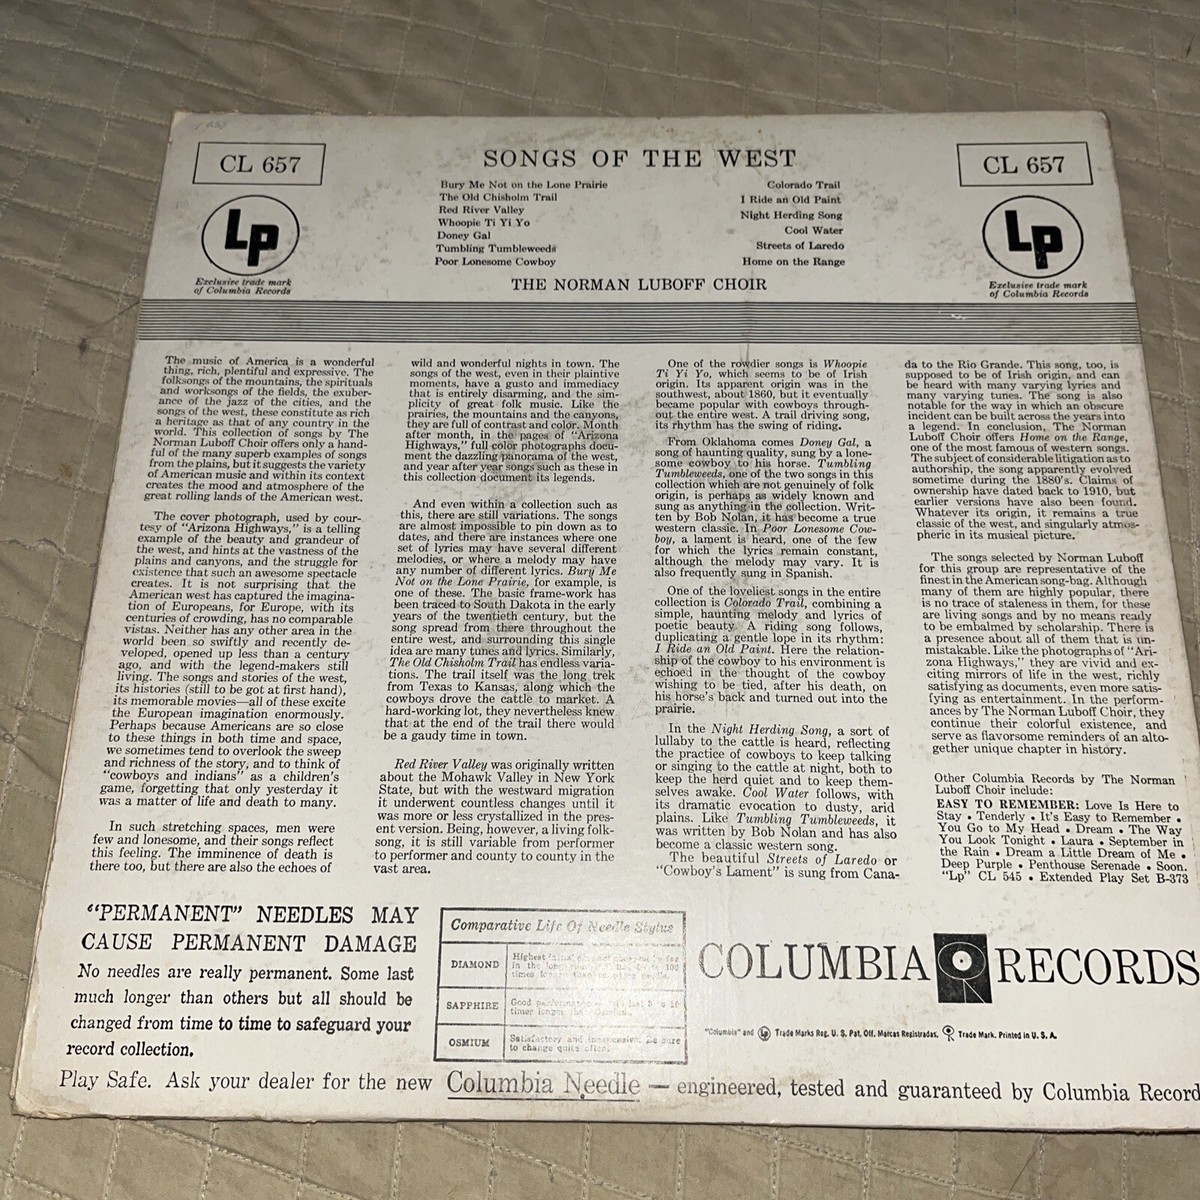 CL 657
SONGS OF THE WEST
CL 657
Bury Me Not on the Lone Prairie
The Old Chisholm Trail
Red River Valley
Whoopie Ti Yi Yo
Doney Gal
Tumbling Tumbleweeds
Poor Lonesome Cowboy
Colorado Trail
I Ride an Old Paint
Night Herding Song
Cool Water
Streets of Laredo
Home on the Range
Lp
Exclusive trade mark
of Columbia Records
Lp
Exclusive trade mark
of Columbia Records
THE NORMAN LUBOFF CHOIR
The music of America is a wonderful
thing, rich, plentiful and expressive. The
folksongs of the mountains, the spirituals
and worksongs of the fields, the exuber-
ance of the jazz of the cities, and the
songs of the west, these constitute as rich
a heritage as that of any country in the
world. This collection of songs by The
Norman Luboff Choir offers only a hand-
ful of the many superb examples of songs
from the plains, but it suggests the variety
of American music and within its context
creates the mood and atmosphere of the
great rolling lands of the American west.
The cover photograph, used by cour-
tesy of "Arizona Highways," is a telling
example of the beauty and grandeur of
the west, and hints at the vastness of the
plains and canyons, and the struggle for
existence that such an awesome spectacle
creates. It is not surprising that the
American west has captured the imagina-
tion of Europeans, for Europe, with its
centuries of crowding, has no comparable
vistas. Neither has any other area in the
world been so swiftly and recently de-
veloped, opened up less than a century
ago, and with the legend-makers still
living. The songs and stories of the west,
its histories (still to be got at first hand),
its memorable movies—all of these excite
the European imagination enormously.
Perhaps because Americans are so close
to these things in both time and space,
we sometimes tend to overlook the sweep
and richness of the story, and to think of
"cowboys and indians" as a children's
game, forgetting that only yesterday it
was a matter of life and death to many.
In such stretching spaces, men were
few and lonesome, and their songs reflect
this feeling. The imminence of death is
there too, but there are also the echoes of
wild and wonderful nights in town. The
songs of the west, even in their plaintive
moments, have a gusto and immediacy
that is entirely disarming, and the sim-
plicity of great folk music. Like the
prairies, the mountains and the canyons,
they are full of contrast and color. Month
after month, in the pages of "Arizona
Highways," full color photographs docu-
ment the dazzling panorama of the west,
and year after year songs such as these in
this collection document its legends.
And even within a collection such as
this, there are still variations. The songs
are almost impossible to pin down as to
dates, and there are instances where one
set of lyrics may have several different
melodies, or where a melody may have
any number of different lyrics. Bury Me
Not on the Lone Prairie, for example, is
one of these. The basic frame-work has
been traced to South Dakota in the early
years of the twentieth century, but the
song spread from there throughout the
entire west, and surrounding this single
idea are many tunes and lyrics. Similarly,
The Old Chisholm Trail has endless varia-
tions. The trail itself was the long trek
from Texas to Kansas, along which the
cowboys drove the cattle to market. A
hard-working lot, they nevertheless knew
that at the end of the trail there would
be a gaudy time in town.
Red River Valley was originally written
about the Mohawk Valley in New York
State, but with the westward migration
it underwent countless changes until it
was more or less crystallized in the pres-
ent version. Being, however, a living folk-
song, it is still variable from performer
to performer and county to county in the
vast area.
One of the rowdier songs is Whoopie
Ti Yi Yo, which seems to be of Irish
origin. Its apparent origin was in the
southwest, about 1860, but it eventually
became popular with cowboys through-
out the entire west. A trail driving song,
its rhythm has the swing of riding.
From Oklahoma comes Doney Gal, a
song of haunting quality, sung by a lone-
some cowboy to his horse. Tumbling
Tumbleweeds, one of the two songs in this
collection which are not genuinely of folk
origin, is perhaps as widely known and
sung as anything in the collection. Writ-
ten by Bob Nolan, it has become a true
western classic. In Poor Lonesome Cow-
boy, a lament is heard, one of the few
for which the lyrics remain constant,
although the melody may vary. It is
also frequently sung in Spanish.
One of the loveliest songs in the entire
collection is Colorado Trail, combining a
simple, haunting melody and lyrics of
poetic beauty. A riding song follows,
duplicating a gentle lope in its rhythm:
I Ride an Old Paint. Here the relation-
ship of the cowboy to his environment is
echoed in the thought of the cowboy
wishing to be tied, after his death, on
his horse's back and turned out into the
prairie.
In the Night Herding Song, a sort of
lullaby to the cattle is heard, reflecting
the practice of cowboys to keep talking
or singing to the cattle at night, both to
keep the herd quiet and to keep them-
selves awake. Cool Water follows, with
its dramatic evocation to dusty, arid
plains. Like Tumbling Tumbleweeds, it
was written by Bob Nolan and has also
become a classic western song.
The beautiful Streets of Laredo or
"Cowboy's Lament" is sung from Cana-
da to the Rio Grande. This song, too, is
supposed to be of Irish origin, and can
be heard with many varying lyrics and
many varying tunes. The song is also
notable for the way in which an obscure
incident can be built across the years into
a legend. In conclusion, The Norman
Luboff Choir offers Home on the Range,
one of the most famous of western songs.
The subject of considerable litigation as to
authorship, the song apparently evolved
sometime during the 1880's. Claims of
ownership have dated back to 1910, but
earlier versions have also been found.
Whatever its origin, it remains a true
classic of the west, and singularly atmos-
pheric in its musical picture.
The songs selected by Norman Luboff
for this group are representative of the
finest in the American song-bag. Although
many of them are highly popular, there
is no trace of staleness in them, for these
are living songs and by no means ready
to be embalmed by scholarship. There is
a presence about all of them that is un-
mistakable. Like the photographs of "Ari-
zona Highways," they are vivid and ex-
citing mirrors of life in the west, richly
satisfying as documents, even more satis-
fying as entertainment. In the perform-
ances by The Norman Luboff Choir, they
continue their colorful existence, and
serve as flavorsome reminders of an alto-
gether unique chapter in history.
Other Columbia Records by The Norman
Luboff Choir include:
EASY TO REMEMBER: Love Is Here to
Stay • Tenderly • It's Easy to Remember •
You Go to My Head • Dream • The Way
You Look Tonight • Laura • September in
the Rain • Dream a Little Dream of Me •
Deep Purple • Penthouse Serenade • Soon.
"Lp" CL 545 • Extended Play Set B-373
"PERMANENT" NEEDLES MAY
CAUSE PERMANENT DAMAGE
No needles are really permanent. Some last
much longer than others but all should be
changed from time to time to safeguard your
record collection.
Comparative Life Of Needle Stylus
DIAMOND
Highest
in the long
100
times
SAPPHIRE
Good
times longer than
OSMIUM
Satisfactory and inexpensive. Be sure
to change quite often.
COLUMBIA RECORDS
"Columbia" and Lp Trade Marks Reg. U. S. Pat. Off. Marcas Registradas. Trade Mark. Printed in U. S. A.
Play Safe. Ask your dealer for the new Columbia Needle — engineered, tested and guaranteed by Columbia Record